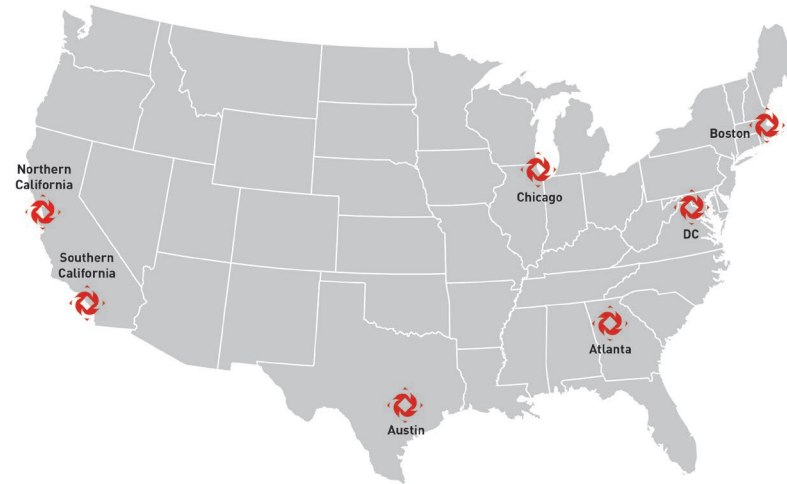 Boston
Northern
California
Chicago
DC
Southern
California
Atlanta
Austin